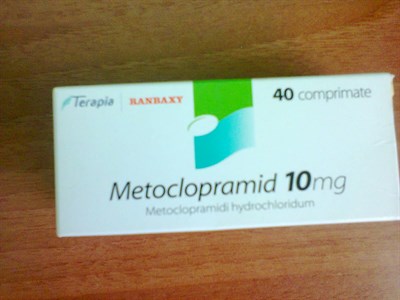 Terapia RANBAXY
40 comprimate
Metoclopramid 10mg
Metoclopramidi hydrochloridum